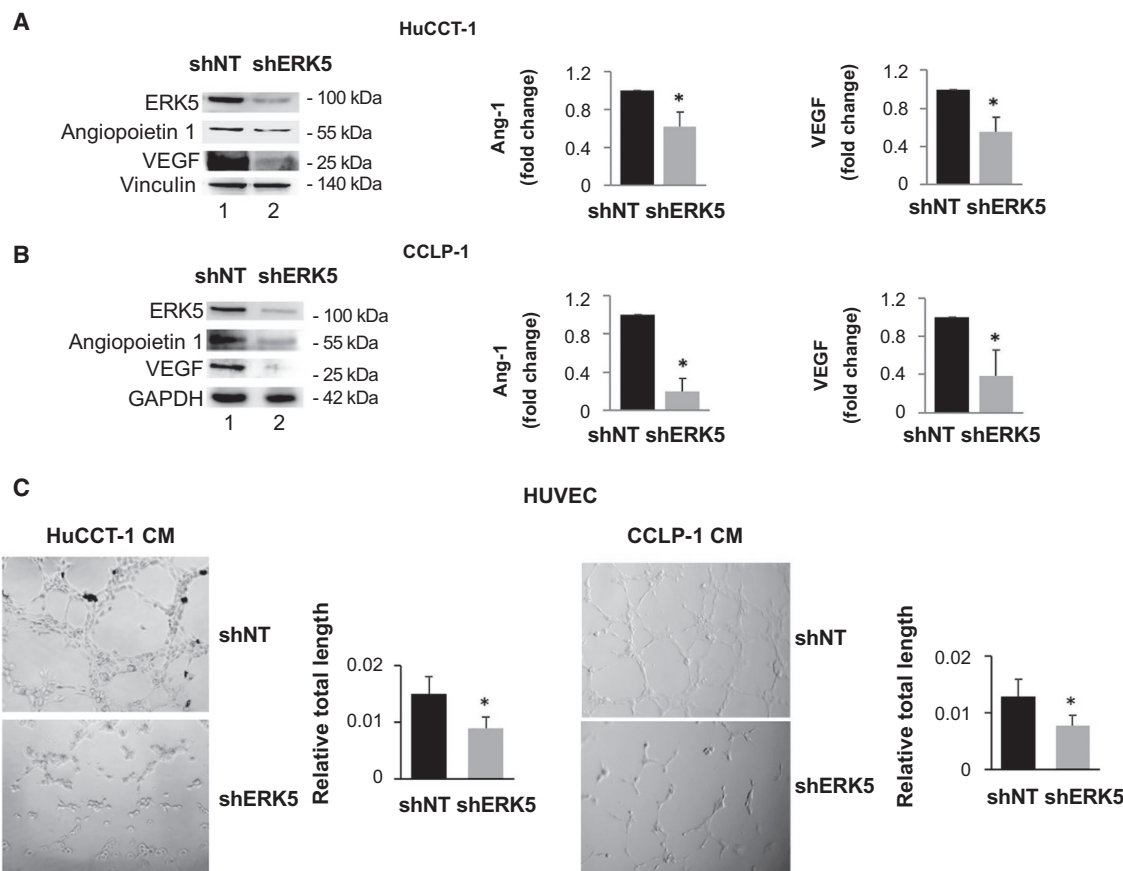 A
HuCCT-1
shNT shERK5
ERK5 - 100 kDa
Angiopoietin 1 - 55 kDa
VEGF - 25 kDa
Vinculin - 140 kDa
1 2
Ang-1
(fold change)
1.2
0.8
0.4
0
shNT shERK5
*
VEGF
(fold change)
1.2
0.8
0.4
0
shNT shERK5
*
B
CCLP-1
shNT shERK5
ERK5 - 100 kDa
Angiopoietin 1 - 55 kDa
VEGF - 25 kDa
GAPDH - 42 kDa
1 2
Ang-1
(fold change)
1.2
0.8
0.4
0
shNT shERK5
*
VEGF
(fold change)
1.2
0.8
0.4
0
shNT shERK5
*
C
HUVEC
HuCCT-1 CM
shNT
shERK5
Relative total length
0.02
0.01
0
shNT shERK5
*
CCLP-1 CM
shNT
shERK5
Relative total length
0.02
0.01
0
shNT shERK5
*